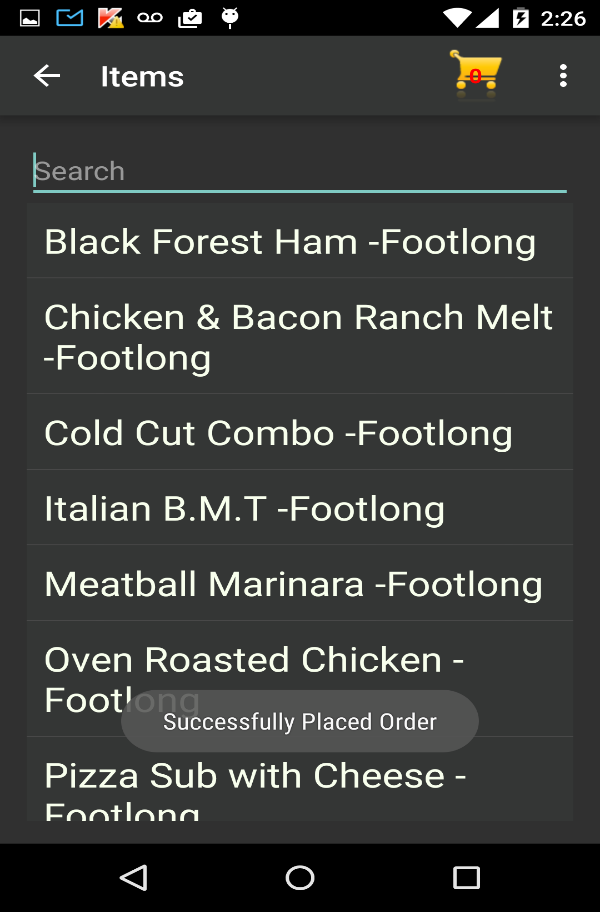 2:26
Items
0
Search
Black Forest Ham -Footlong
Chicken & Bacon Ranch Melt
-Footlong
Cold Cut Combo -Footlong
Italian B.M.T -Footlong
Meatball Marinara -Footlong
Oven Roasted Chicken -
Footlong
Successfully Placed Order
Pizza Sub with Cheese -
Footlong